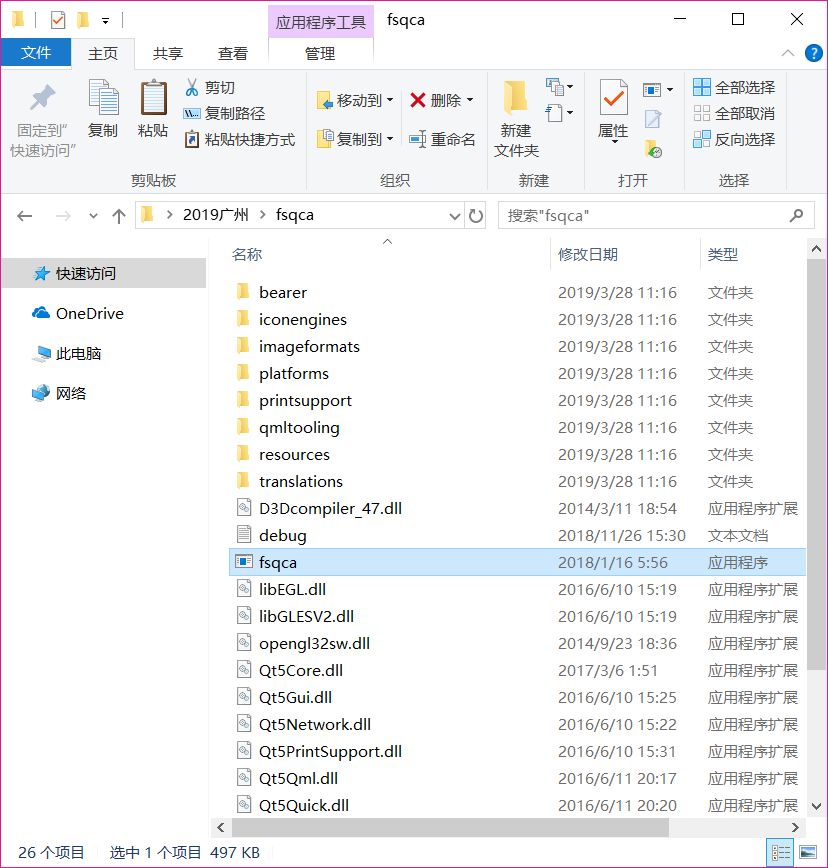 应用程序工具 fsqca
文件 主页 共享 查看 管理
固定到"快速访问"
复制
粘贴
剪切
复制路径
粘贴快捷方式
剪贴板
移动到
复制到
删除
重命名
组织
新建文件夹
新建
属性
打开
全部选择
全部取消
反向选择
选择
2019广州 > fsqca
搜索"fsqca"
快速访问
OneDrive
此电脑
网络
名称 修改日期 类型
bearer 2019/3/28 11:16 文件夹
iconengines 2019/3/28 11:16 文件夹
imageformats 2019/3/28 11:16 文件夹
platforms 2019/3/28 11:16 文件夹
printsupport 2019/3/28 11:16 文件夹
qmltooling 2019/3/28 11:16 文件夹
resources 2019/3/28 11:16 文件夹
translations 2019/3/28 11:16 文件夹
D3Dcompiler_47.dll 2014/3/11 18:54 应用程序扩展
debug 2018/11/26 15:30 文本文档
fsqca 2018/1/16 5:56 应用程序
libEGL.dll 2016/6/10 15:19 应用程序扩展
libGLESV2.dll 2016/6/10 15:19 应用程序扩展
opengl32sw.dll 2014/9/23 18:36 应用程序扩展
Qt5Core.dll 2017/3/6 1:51 应用程序扩展
Qt5Gui.dll 2016/6/10 15:25 应用程序扩展
Qt5Network.dll 2016/6/10 15:22 应用程序扩展
Qt5PrintSupport.dll 2016/6/10 15:31 应用程序扩展
Qt5Qml.dll 2016/6/11 20:17 应用程序扩展
Qt5Quick.dll 2016/6/11 20:20 应用程序扩展
26 个项目 选中 1 个项目 497 KB